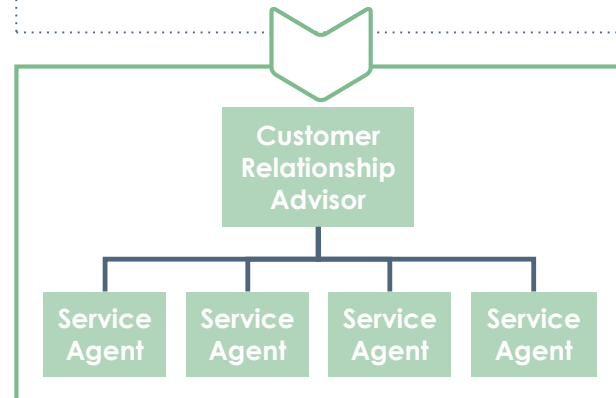 Customer
Relationship
Advisor
Service
Agent
Service
Agent
Service
Agent
Service
Agent